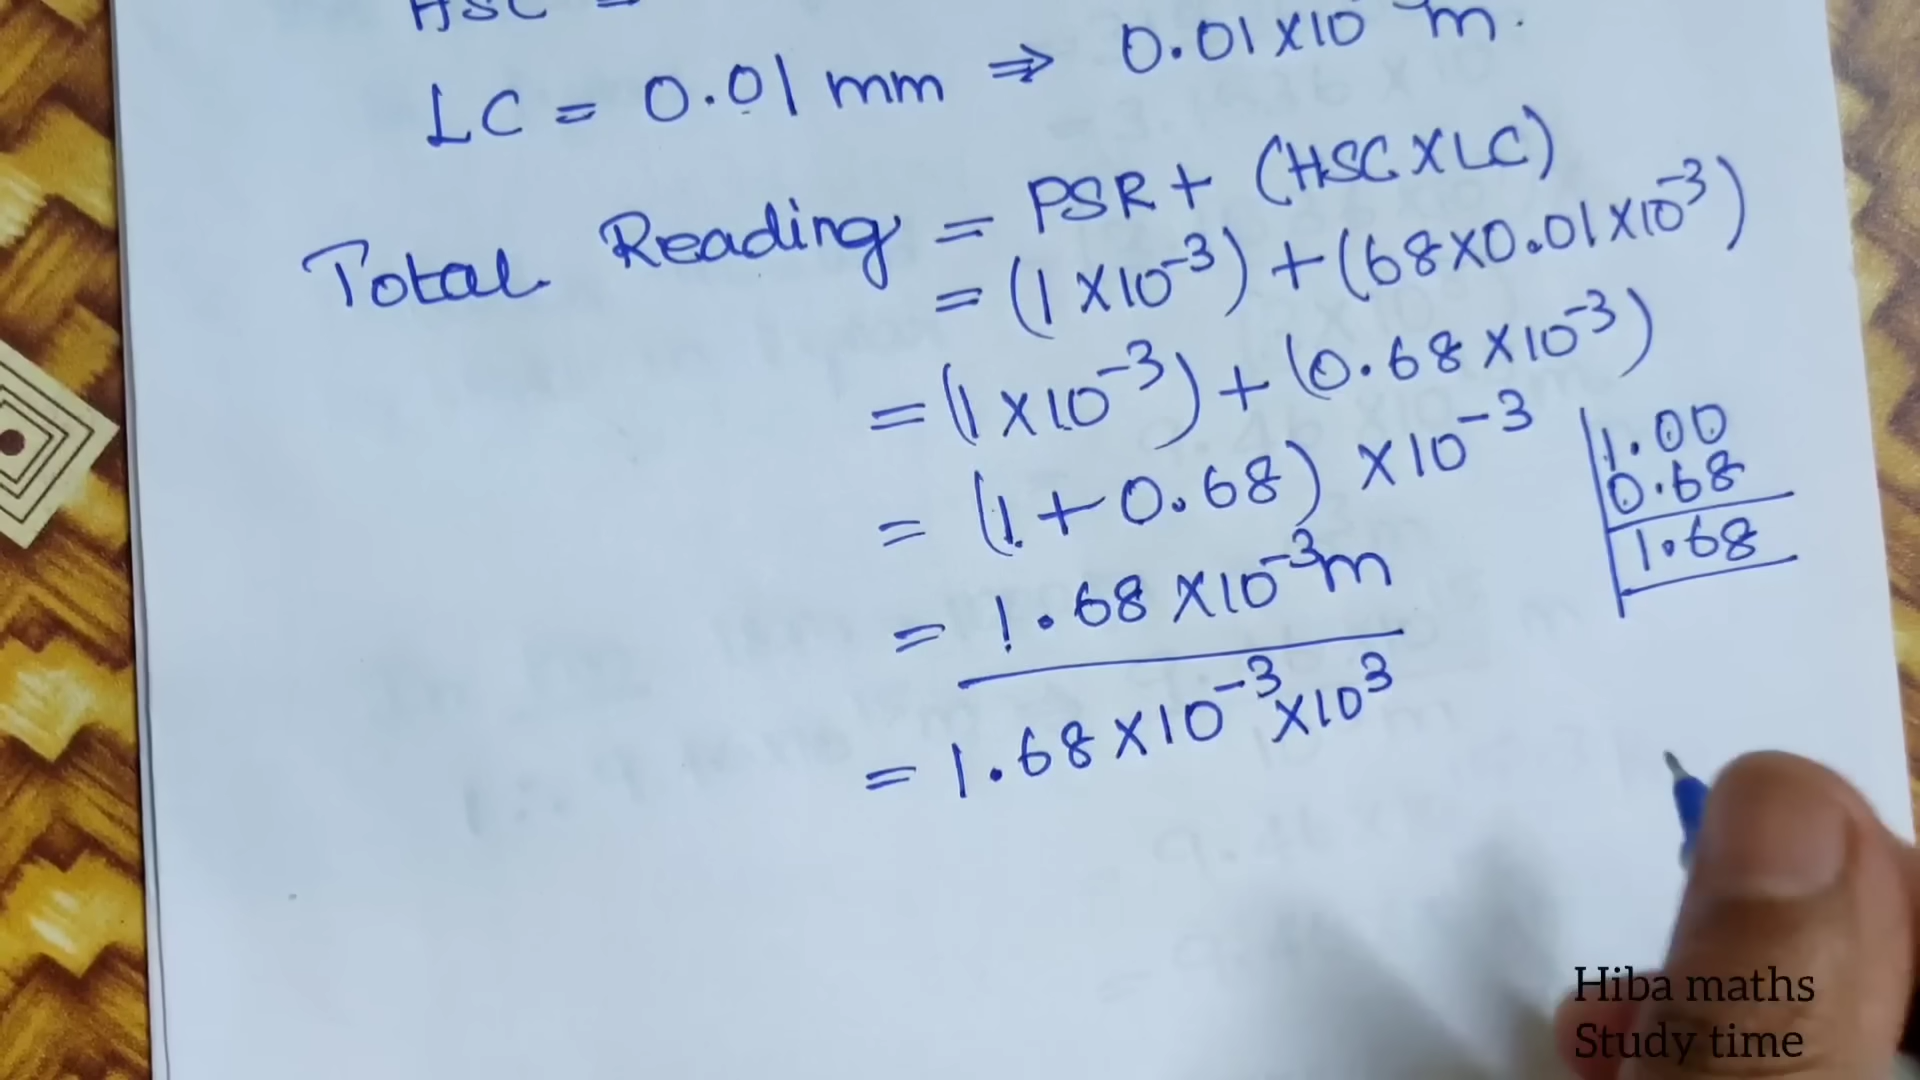 HSC =
LC = 0.01 mm ⇒ 0.01×10 m.
Total Reading = PSR + (HSC × LC)
= (1×10⁻³) + (68×0.01×10⁻³)
= (1×10⁻³) + (0.68×10⁻³)
= (1+0.68) ×10⁻³
= 1.68×10⁻³m
= 1.68×10⁻³×10³
1.00
0.68
1.68
Hiba maths
Study time